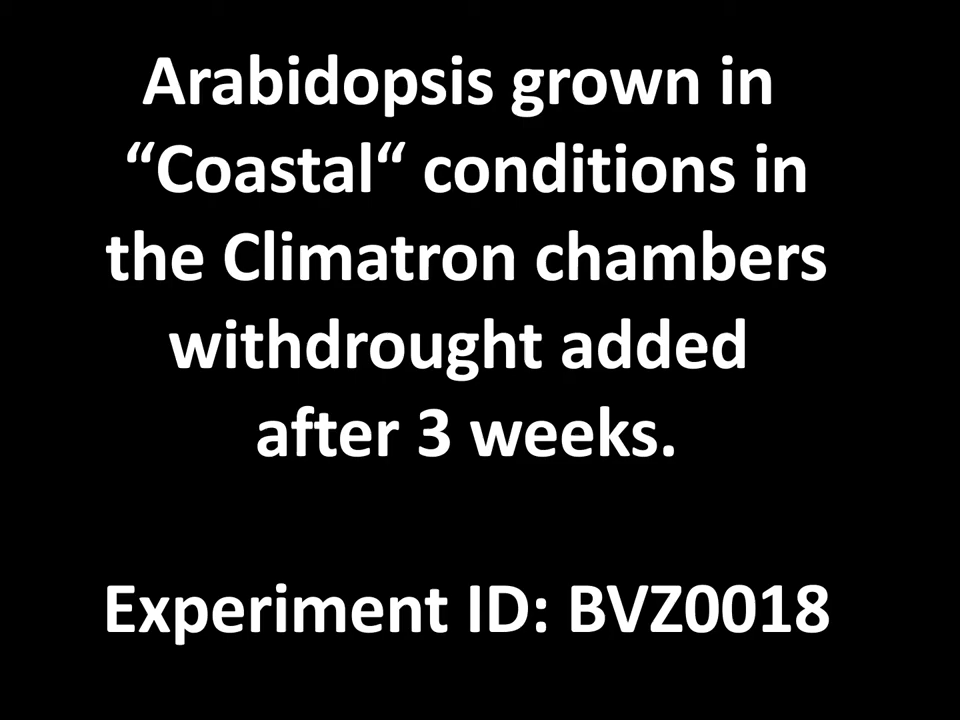 Arabidopsis grown in
“Coastal“ conditions in
the Climatron chambers
withdrought added
after 3 weeks.
Experiment ID: BVZ0018